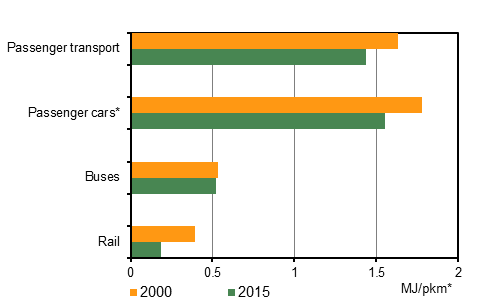 Passenger transport
Passenger cars*
Buses
Rail
0 0.5 1 1.5 2
MJ/pkm*
2000 2015